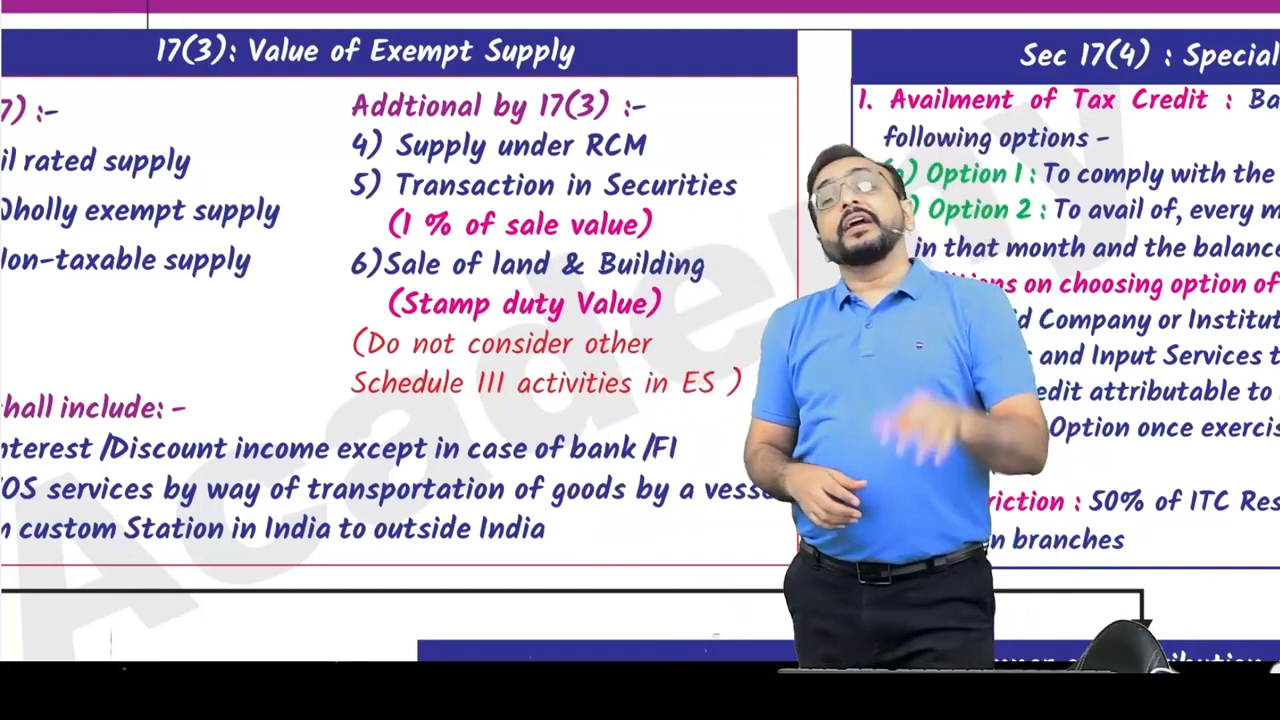 17(3): Value of Exempt Supply
7) :-
il rated supply
holly exempt supply
on-taxable supply
Addtional by 17(3) :-
4) Supply under RCM
5) Transaction in Securities
(1 % of sale value)
6)Sale of land & Building
(Stamp duty Value)
(Do not consider other
Schedule III activities in ES )
hall include: -
nterest /Discount income except in case of bank /FI
OS services by way of transportation of goods by a vess
custom Station in India to outside India
Sec 17(4) : Special
1. Availment of Tax Credit : Ba
following options -
) Option 1 : To comply with the
) Option 2 : To avail of, every m
in that month and the balance
ns on choosing option of
d Company or Institut
and Input Services t
edit attributable to
Option once exercis
riction : 50% of ITC Res
n branches
Academy